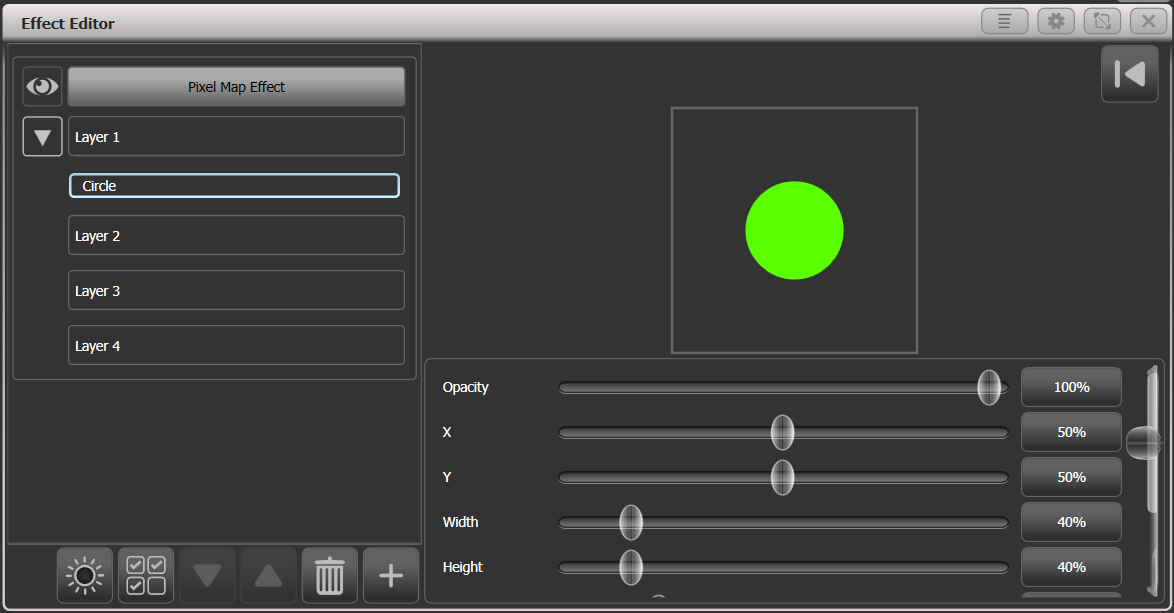 Effect Editor
Pixel Map Effect
Layer 1
Circle
Layer 2
Layer 3
Layer 4
Opacity 100%
X 50%
Y 50%
Width 40%
Height 40%